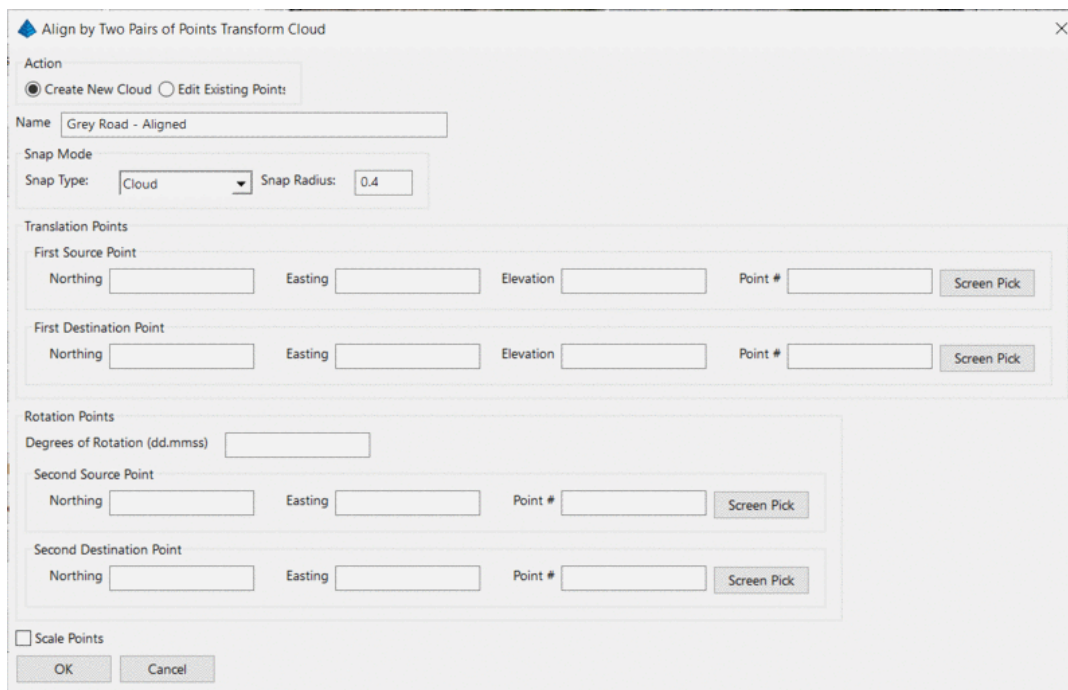 Align by Two Pairs of Points Transform Cloud
Action
Create New Cloud Edit Existing Points
Name Grey Road - Aligned
Snap Mode
Snap Type: Cloud Snap Radius: 0.4
Translation Points
First Source Point
Northing Easting Elevation Point # Screen Pick
First Destination Point
Northing Easting Elevation Point # Screen Pick
Rotation Points
Degrees of Rotation (dd.mmss)
Second Source Point
Northing Easting Point # Screen Pick
Second Destination Point
Northing Easting Point # Screen Pick
Scale Points
OK Cancel